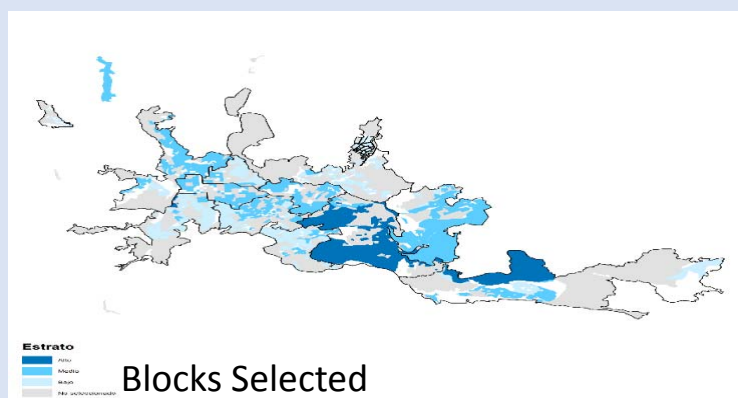 Estrato
Alto
Medio
Bajo
No seleccionado
Blocks Selected